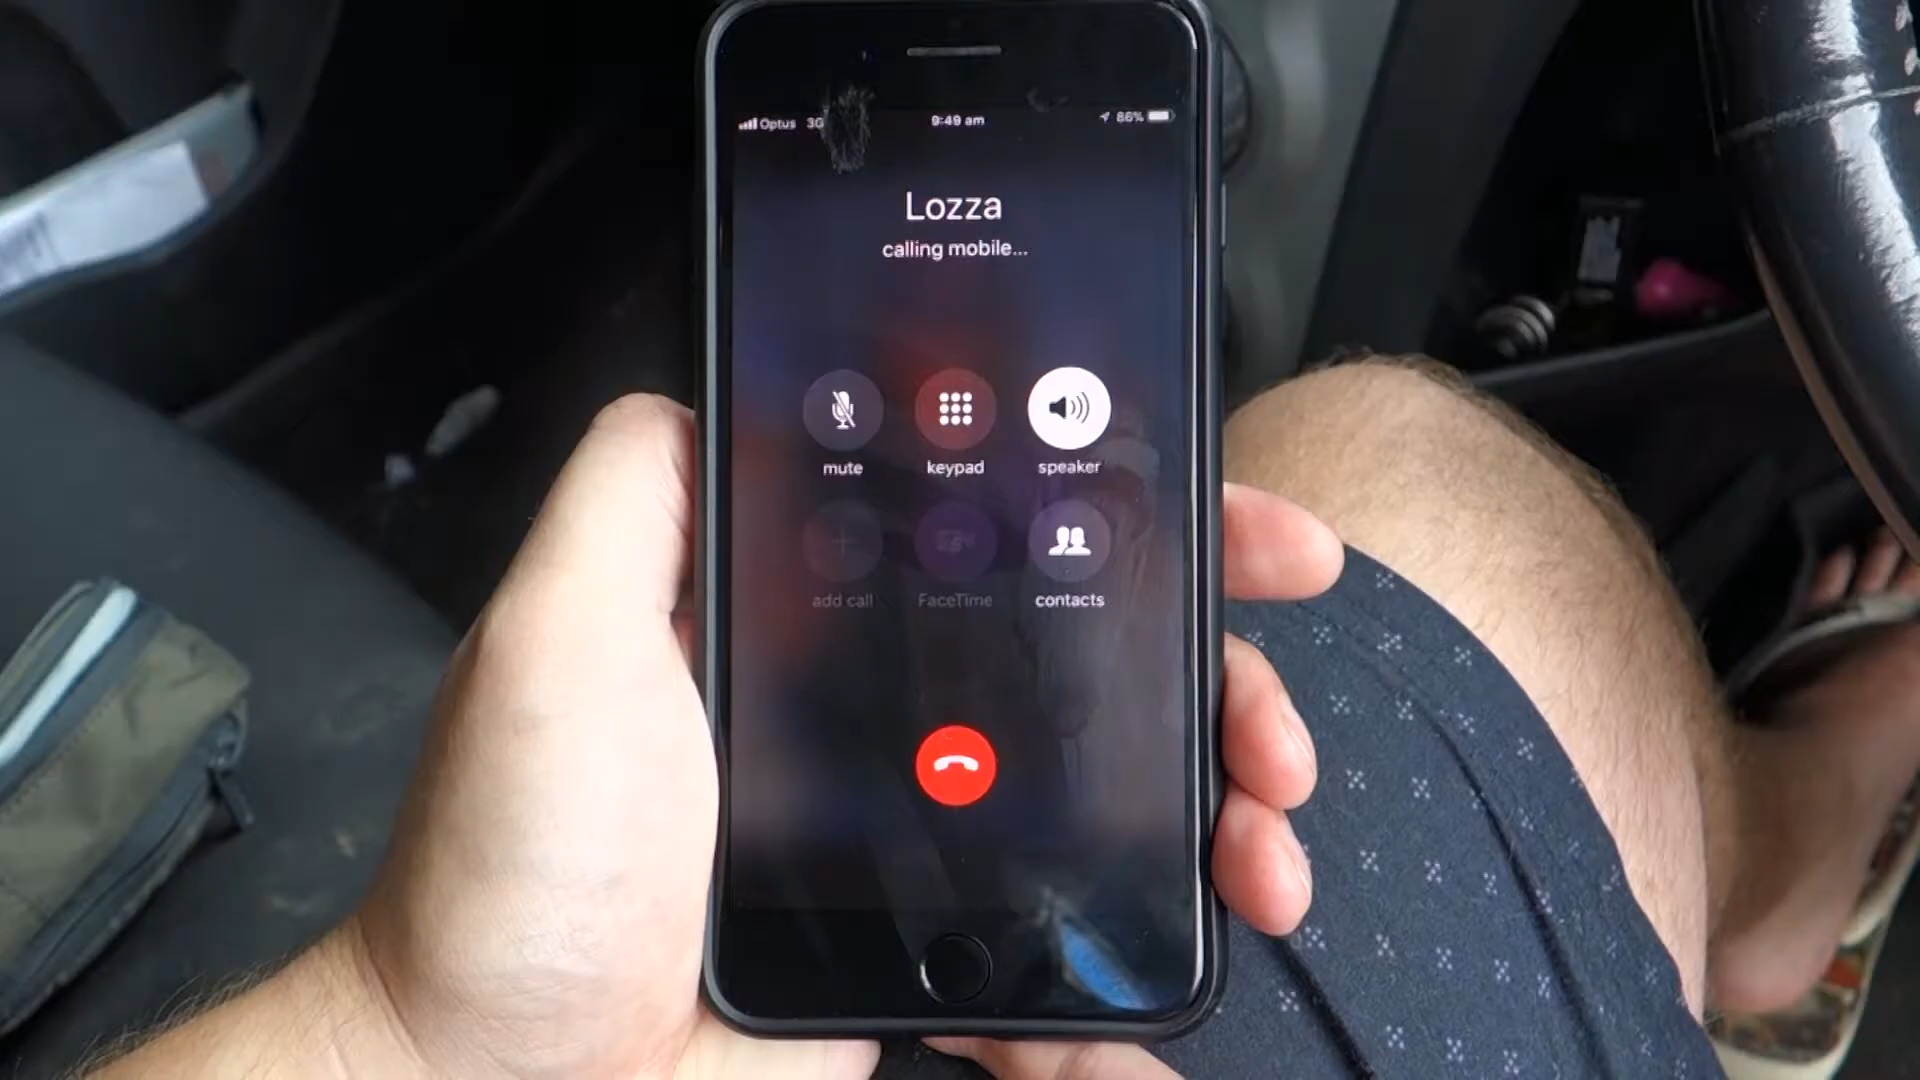 Optus 3G 9:49 am 86%
Lozza
calling mobile...
mute keypad speaker
add call FaceTime contacts